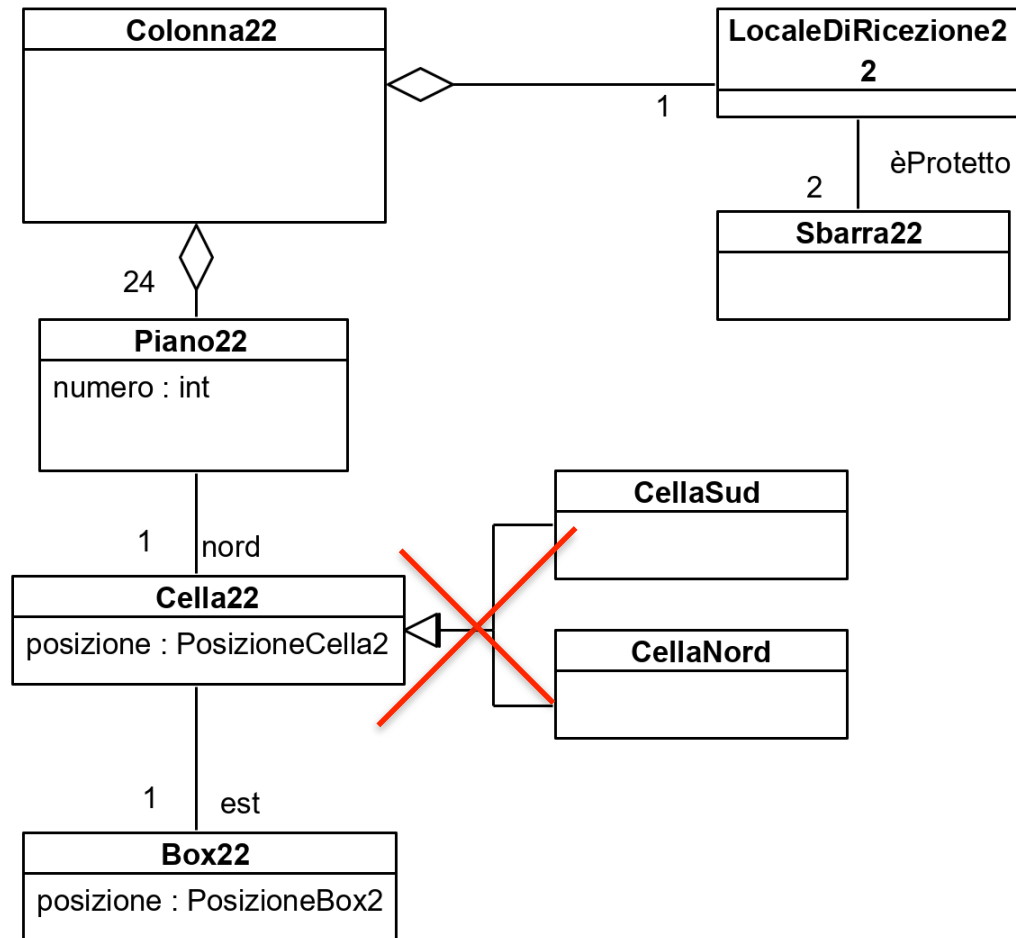 Colonna22
LocaleDiRicezione2
2
1
èProtetto
2
Sbarra22
24
Piano22
numero : int
1
nord
CellaSud
Cella22
posizione : PosizioneCella2
CellaNord
1
est
Box22
posizione : PosizioneBox2